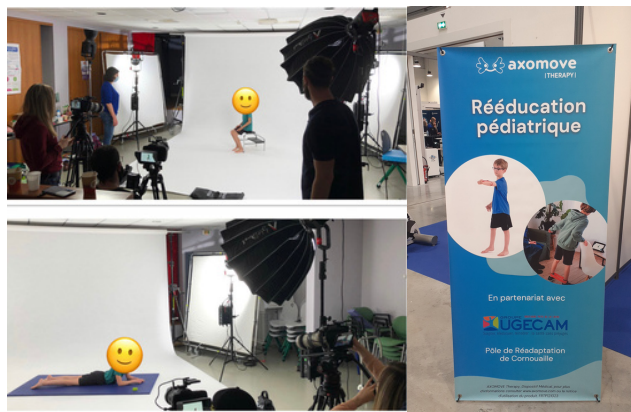 axomove
|THERAPY|
Rééducation
pédiatrique
En partenariat avec
UGECAM
Pôle de Réadaptation
de Cornouaille